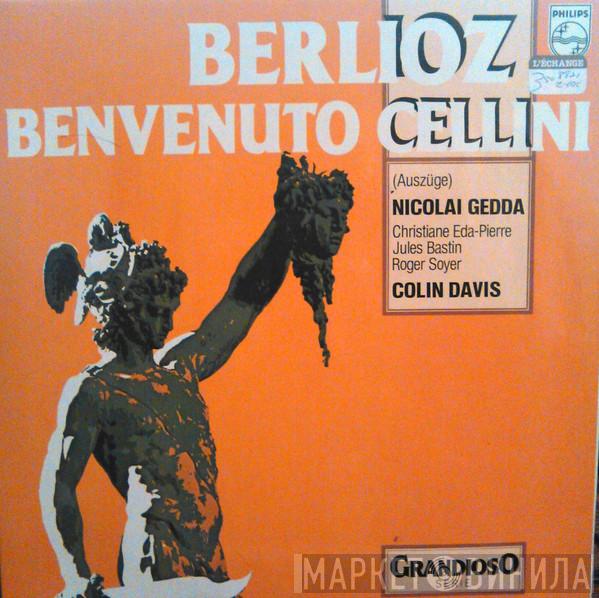 BERLIOZ
BENVENUTO CELLINI
PHILIPS
L'ÉCHANGE
(Auszüge)
NICOLAI GEDDA
Christiane Eda-Pierre
Jules Bastin
Roger Soyer
COLIN DAVIS
GRANDIOSO
SERIE
МАРКЕТ ВИНИЛА